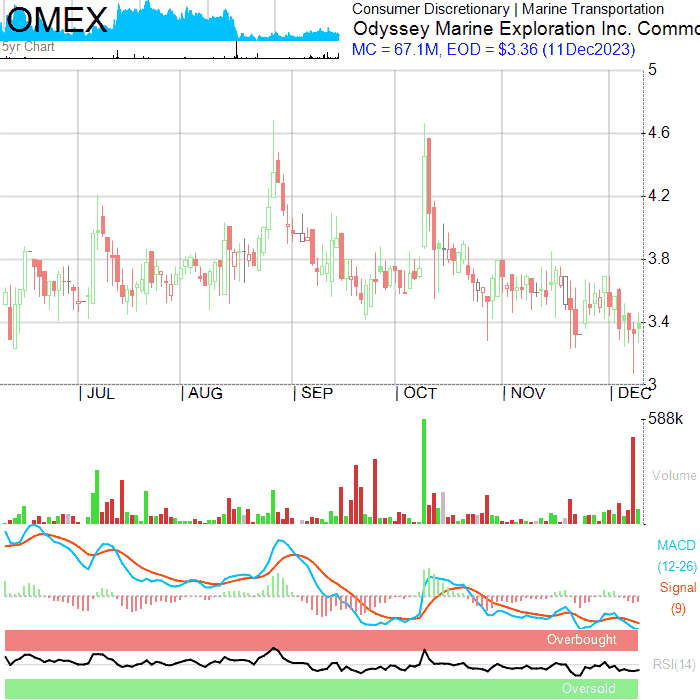 OMEX
Consumer Discretionary | Marine Transportation
Odyssey Marine Exploration Inc. Commo
5yr Chart
MC = 67.1M, EOD = $3.36 (11Dec2023)
5
4.6
4.2
3.8
3.4
3
JUL
AUG
SEP
OCT
NOV
DEC
588k
Volume
MACD
(12-26)
Signal
(9)
Overbought
RSI(14)
Oversold